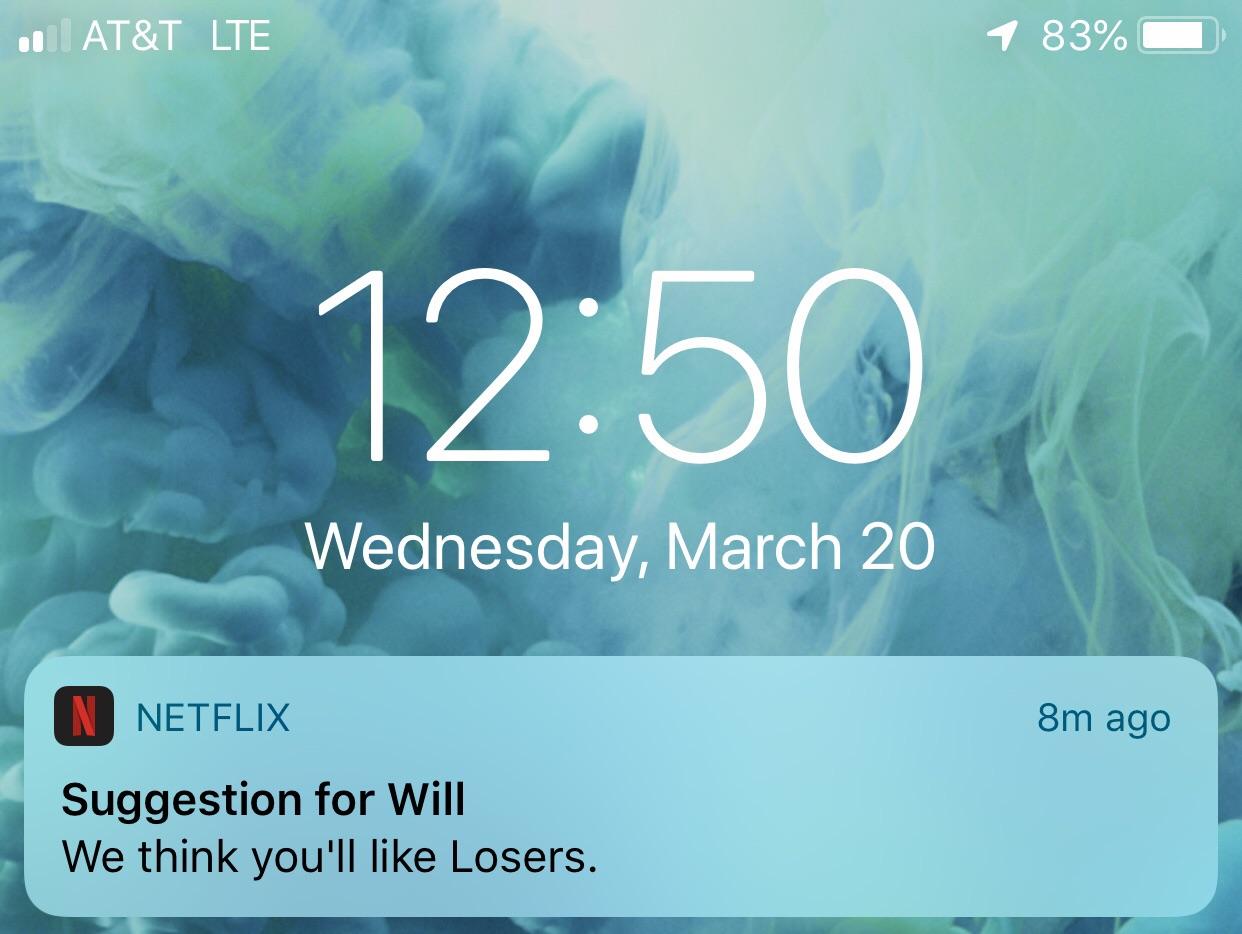 AT&T LTE 83%
12:50
Wednesday, March 20
NETFLIX 8m ago
Suggestion for Will
We think you'll like Losers.